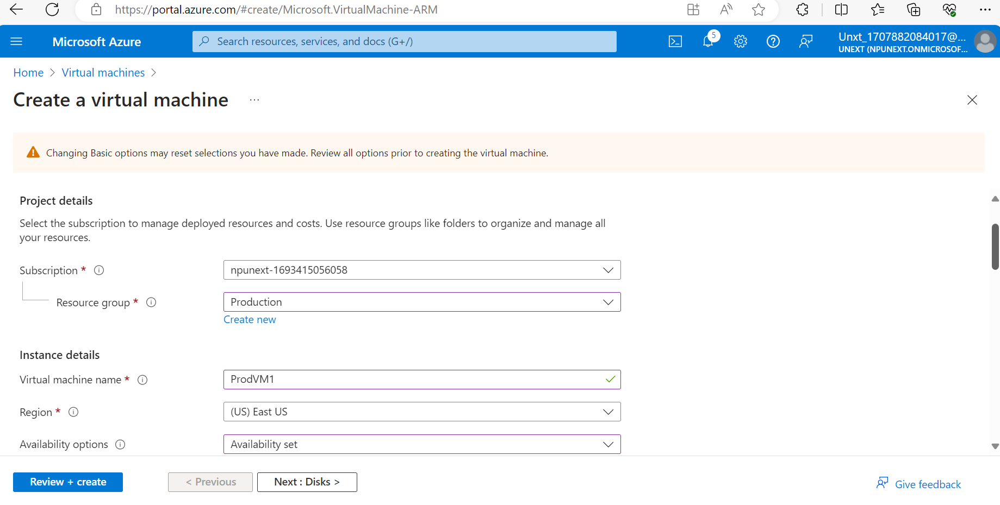 https://portal.azure.com/#create/Microsoft.VirtualMachine-ARM
Microsoft Azure
Search resources, services, and docs (G+/)
5
Unxt_1707882084017@...
UNEXT (NPUNEXT.ONMICROSOF...
Home > Virtual machines >
Create a virtual machine ...
Changing Basic options may reset selections you have made. Review all options prior to creating the virtual machine.
Project details
Select the subscription to manage deployed resources and costs. Use resource groups like folders to organize and manage all
your resources.
Subscription * npunext-1693415056058
Resource group * Production
Create new
Instance details
Virtual machine name * ProdVM1
Region * (US) East US
Availability options Availability set
Review + create < Previous Next : Disks > Give feedback